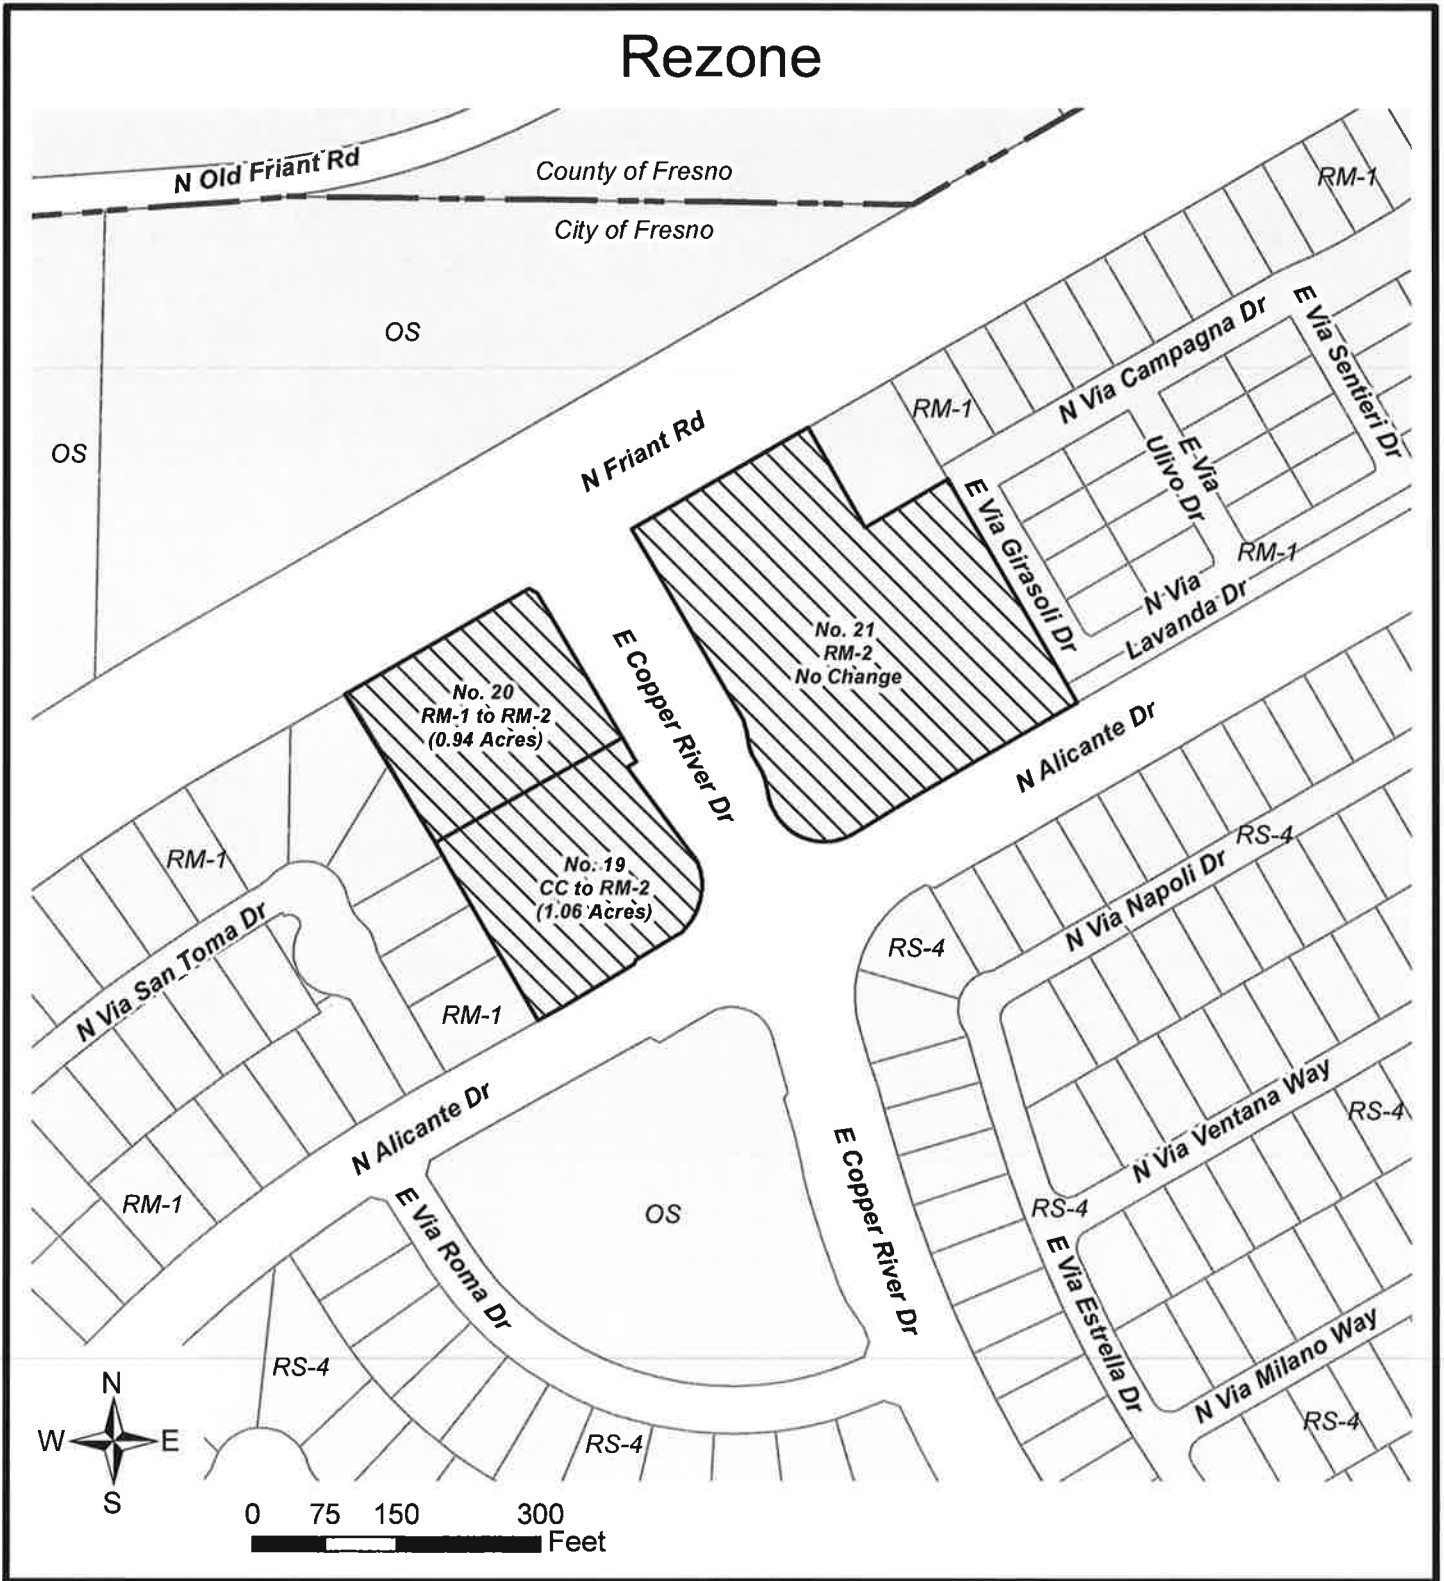 Rezone
N Old Friant Rd
County of Fresno
City of Fresno
RM-1
OS
OS
N Friant Rd
RM-1
N Via Campagna Dr
E Via Sentieri Dr
E Via
Ulivo Dr
E Via Girasoli Dr
RM-1
N Via
Lavanda Dr
No. 21
RM-2
No Change
E Copper River Dr
No. 20
RM-1 to RM-2
(0.94 Acres)
N Alicante Dr
No. 19
CC to RM-2
(1.06 Acres)
RM-1
RS-4
N Via Napoli Dr
RS-4
N Via San Toma Dr
RM-1
N Via Ventana Way
RS-4
N Alicante Dr
E Copper River Dr
RM-1
OS
RS-4
E Via Roma Dr
E Via Estrella Dr
RS-4
N Via Milano Way
RS-4
RS-4
N
W
E
S
0 75 150 300
Feet